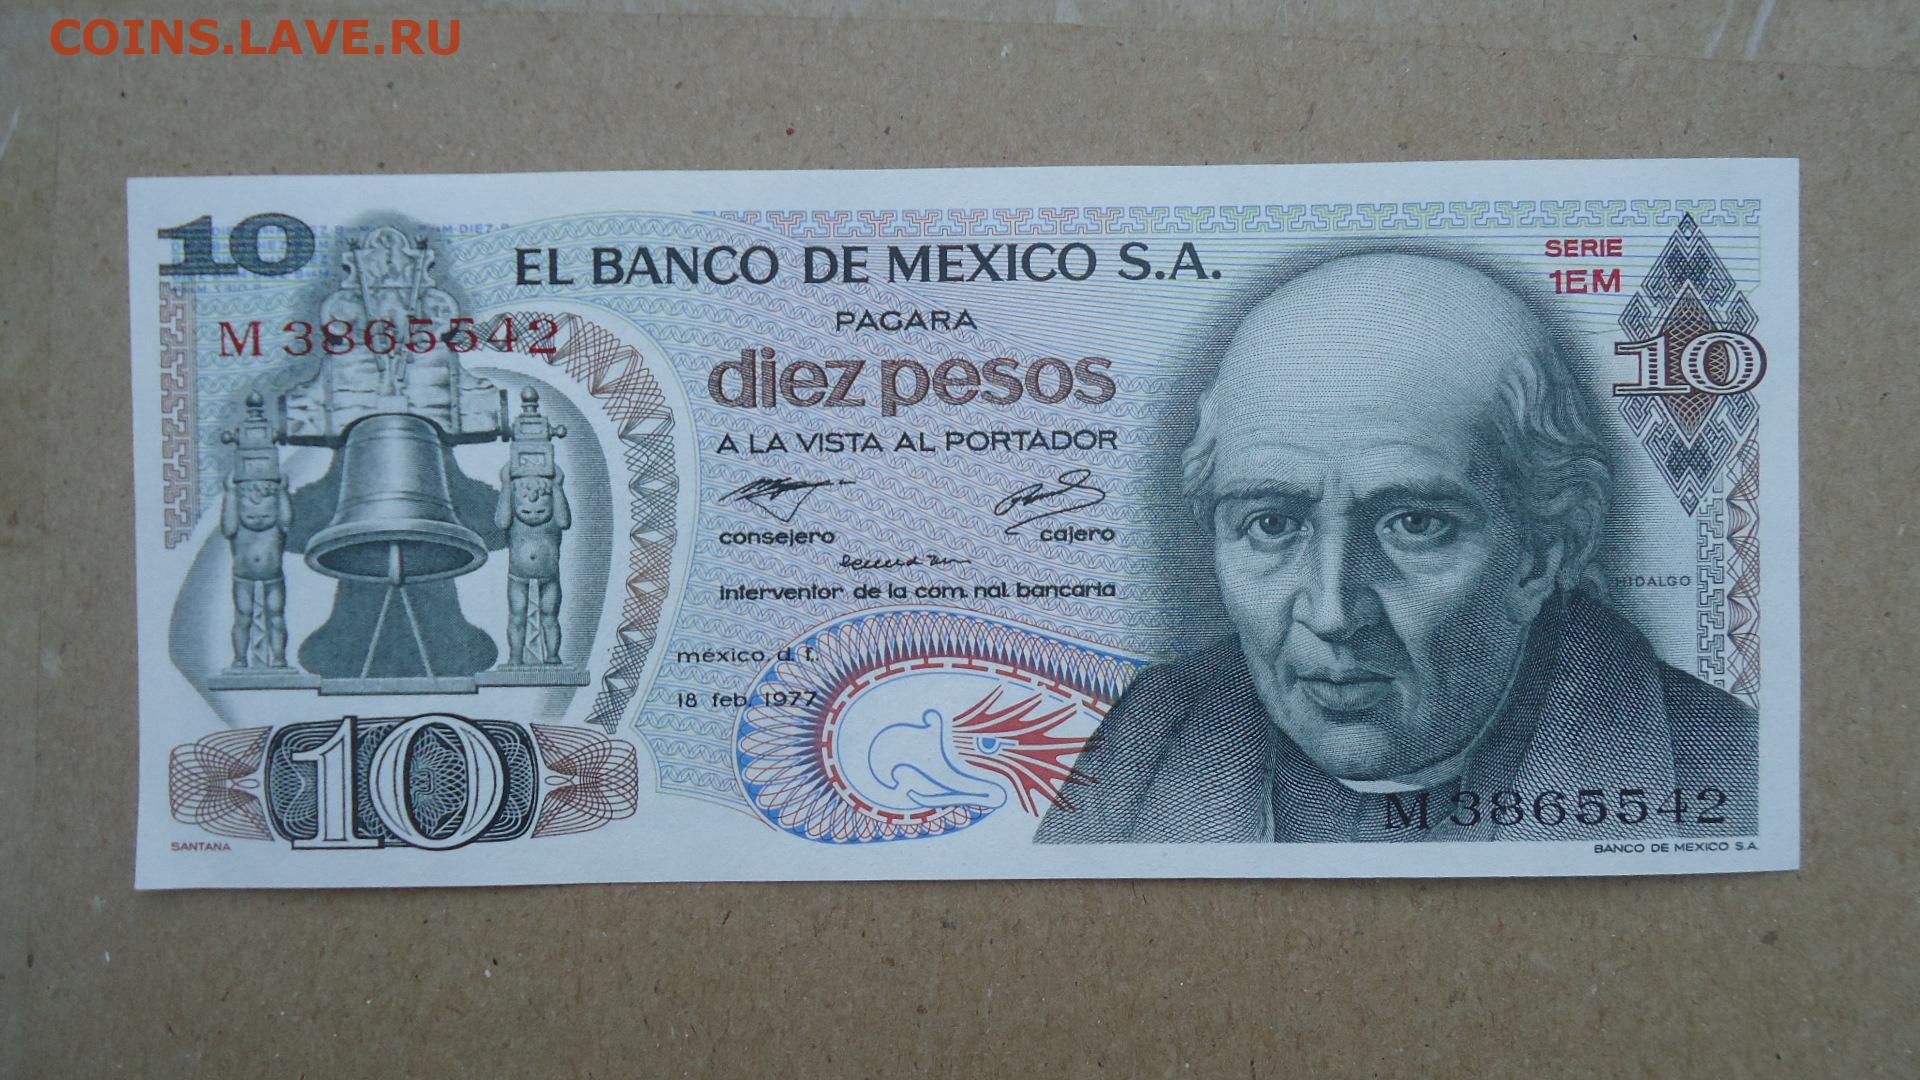 COINS.LAVE.RU
10
EL BANCO DE MEXICO S.A.
SERIE
1EM
M 3865542
PAGARA
diez pesos
10
A LA VISTA AL PORTADOR
consejero
cajero
interventor de la com. nal. bancaria
HIDALGO
méxico, d. f.,
18 feb. 1977
10
M 3865542
SANTANA
BANCO DE MEXICO S.A.